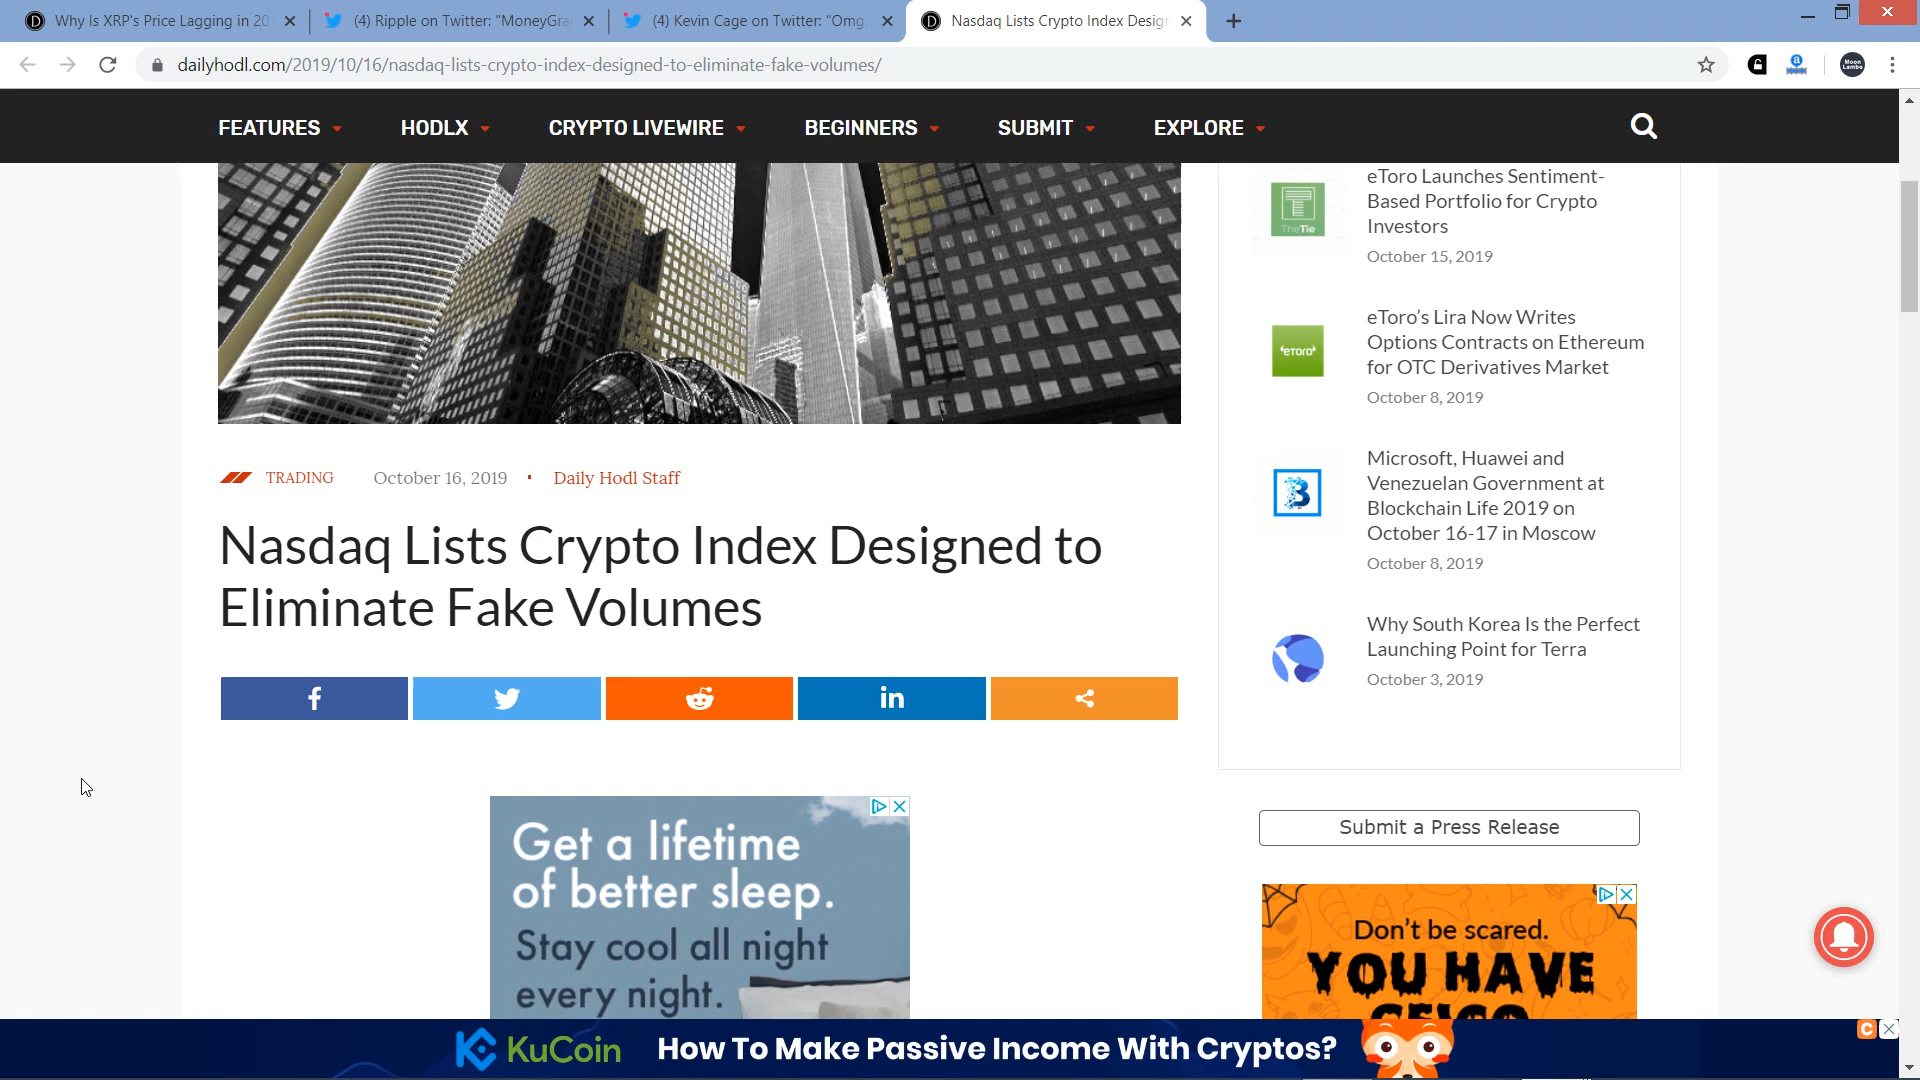 Why Is XRP's Price Lagging in 20
(4) Ripple on Twitter: "MoneyGra
(4) Kevin Cage on Twitter: "Omg
Nasdaq Lists Crypto Index Design
dailyhodl.com/2019/10/16/nasdaq-lists-crypto-index-designed-to-eliminate-fake-volumes/
FEATURES
HODLX
CRYPTO LIVEWIRE
BEGINNERS
SUBMIT
EXPLORE
TheTie
eToro Launches Sentiment-
Based Portfolio for Crypto
Investors
October 15, 2019
eToro
eToro’s Lira Now Writes
Options Contracts on Ethereum
for OTC Derivatives Market
October 8, 2019
Microsoft, Huawei and
Venezuelan Government at
Blockchain Life 2019 on
October 16-17 in Moscow
October 8, 2019
Why South Korea Is the Perfect
Launching Point for Terra
October 3, 2019
TRADING
October 16, 2019
Daily Hodl Staff
Nasdaq Lists Crypto Index Designed to
Eliminate Fake Volumes
Get a lifetime
of better sleep.
Stay cool all night
every night.
Submit a Press Release
Don’t be scared.
YOU HAVE
GEICO
KuCoin
How To Make Passive Income With Cryptos?